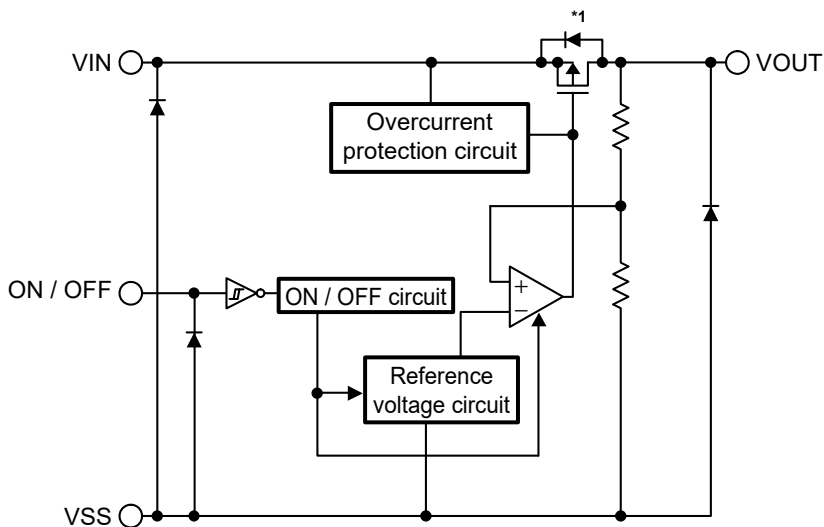 *1
VIN
VOUT
Overcurrent
protection circuit
ON / OFF
ON / OFF circuit
+
−
Reference
voltage circuit
VSS